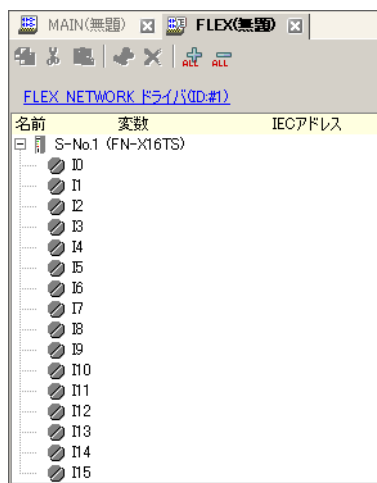 MAIN(無題) FLEX(無題)
ALL ALL
FLEX NETWORK ドライバ(ID:#1)
名前 変数 IECアドレス
S-No.1 (FN-X16TS)
I0
I1
I2
I3
I4
I5
I6
I7
I8
I9
I10
I11
I12
I13
I14
I15